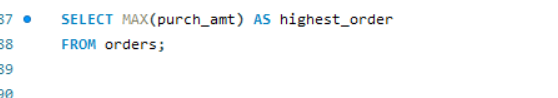 87 SELECT MAX(purch_amt) AS highest_order
88 FROM orders;
89
90